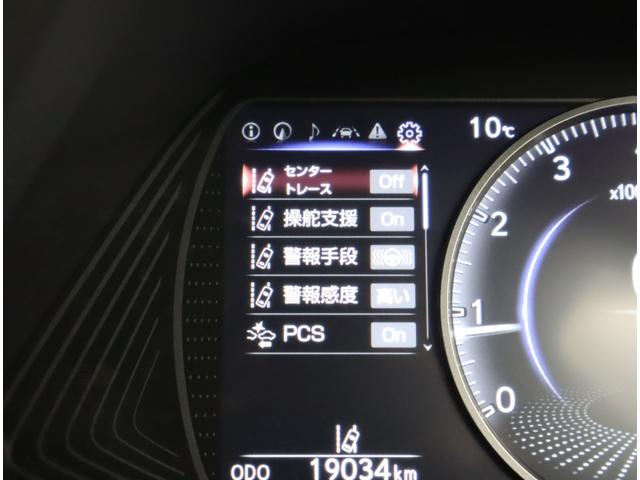 10℃
センター
トレース Off
操舵支援 On
警報手段
警報感度 高い
PCS On
ODO 19034km
3
x100
2
1
0